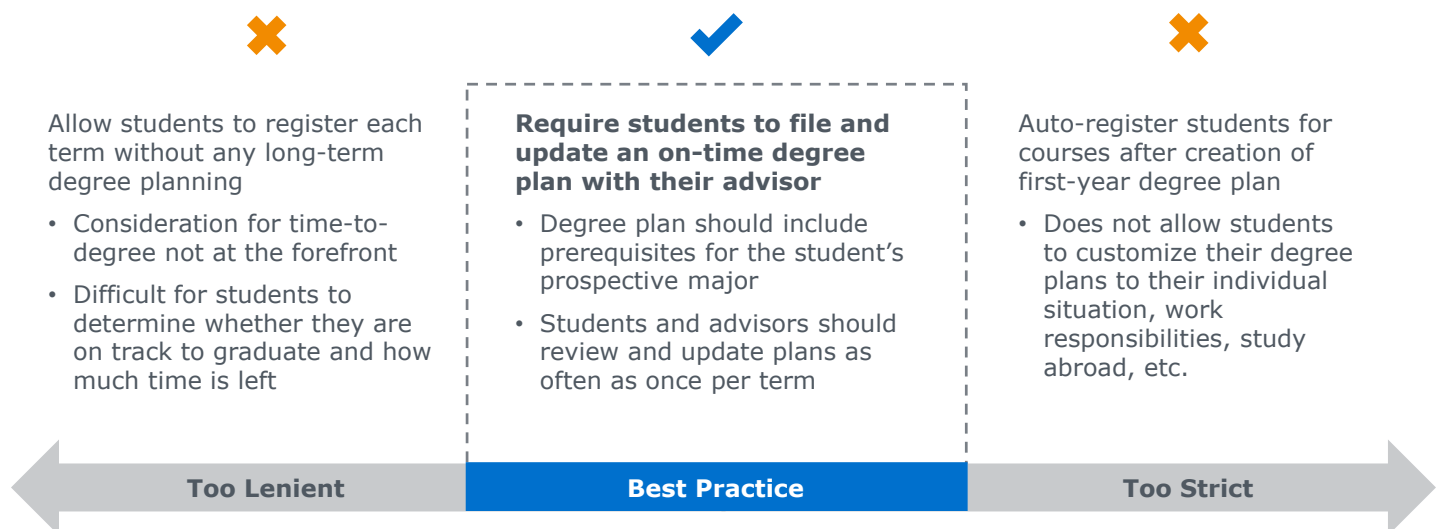 Allow students to register each
term without any long-term
degree planning
• Consideration for time-to-
degree not at the forefront
• Difficult for students to
determine whether they are
on track to graduate and how
much time is left
Require students to file and
update an on-time degree
plan with their advisor
• Degree plan should include
prerequisites for the student’s
prospective major
• Students and advisors should
review and update plans as
often as once per term
Auto-register students for
courses after creation of
first-year degree plan
• Does not allow students
to customize their degree
plans to their individual
situation, work
responsibilities, study
abroad, etc.
Too Lenient
Best Practice
Too Strict